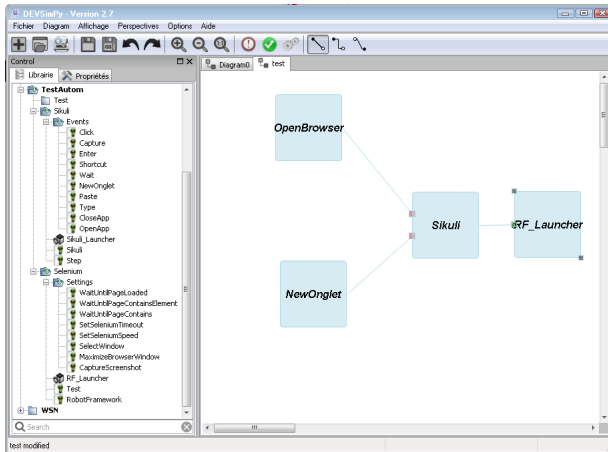 DEVSimPy - Version 2.7
Fichier Diagram Affichage Perspectives Options Aide
Control
Librairie Propriétés
Diagram0 test
TestAutom
Test
Sikuli
Events
Click
Capture
Enter
Shortcut
Wait
NewOnglet
Paste
Type
CloseApp
OpenApp
Sikuli_Launcher
Sikuli
Step
Selenium
Settings
WaitUntilPageLoaded
WaitUntilPageContainsElement
WaitUntilPageContains
SetSeleniumTimeout
SetSeleniumSpeed
SelectWindow
MaximizeBrowserWindow
CaptureScreenshot
RF_Launcher
Test
RobotFramework
WSN
Search
OpenBrowser
Sikuli
RF_Launcher
NewOnglet
test modified